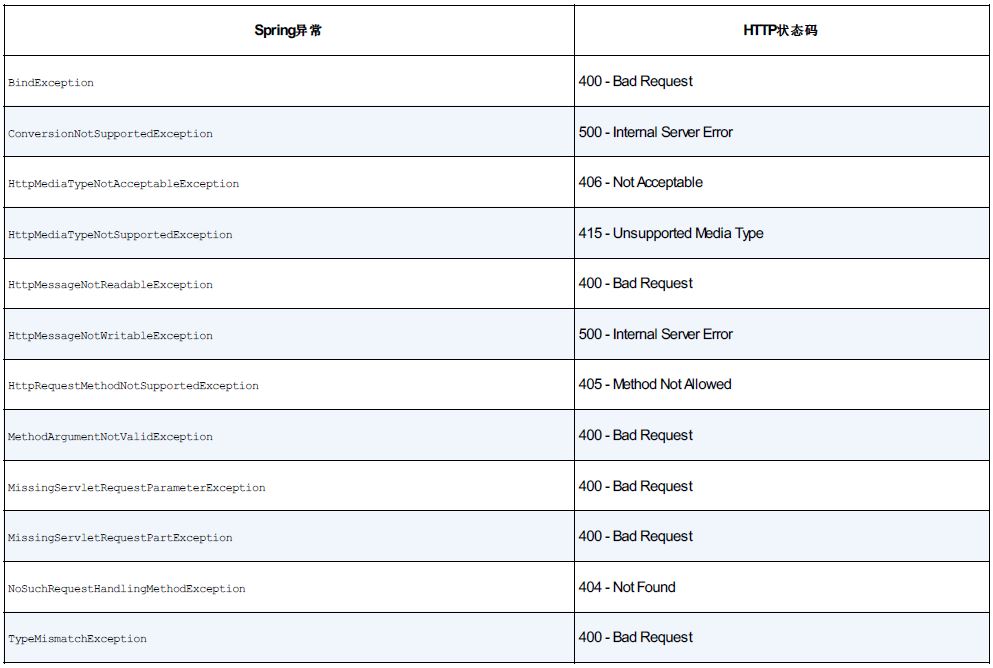 Spring异常 HTTP状态码
BindException 400 - Bad Request
ConversionNotSupportedException 500 - Internal Server Error
HttpMediaTypeNotAcceptableException 406 - Not Acceptable
HttpMediaTypeNotSupportedException 415 - Unsupported Media Type
HttpMessageNotReadableException 400 - Bad Request
HttpMessageNotWritableException 500 - Internal Server Error
HttpRequestMethodNotSupportedException 405 - Method Not Allowed
MethodArgumentNotValidException 400 - Bad Request
MissingServletRequestParameterException 400 - Bad Request
MissingServletRequestPartException 400 - Bad Request
NoSuchRequestHandlingMethodException 404 - Not Found
TypeMismatchException 400 - Bad Request